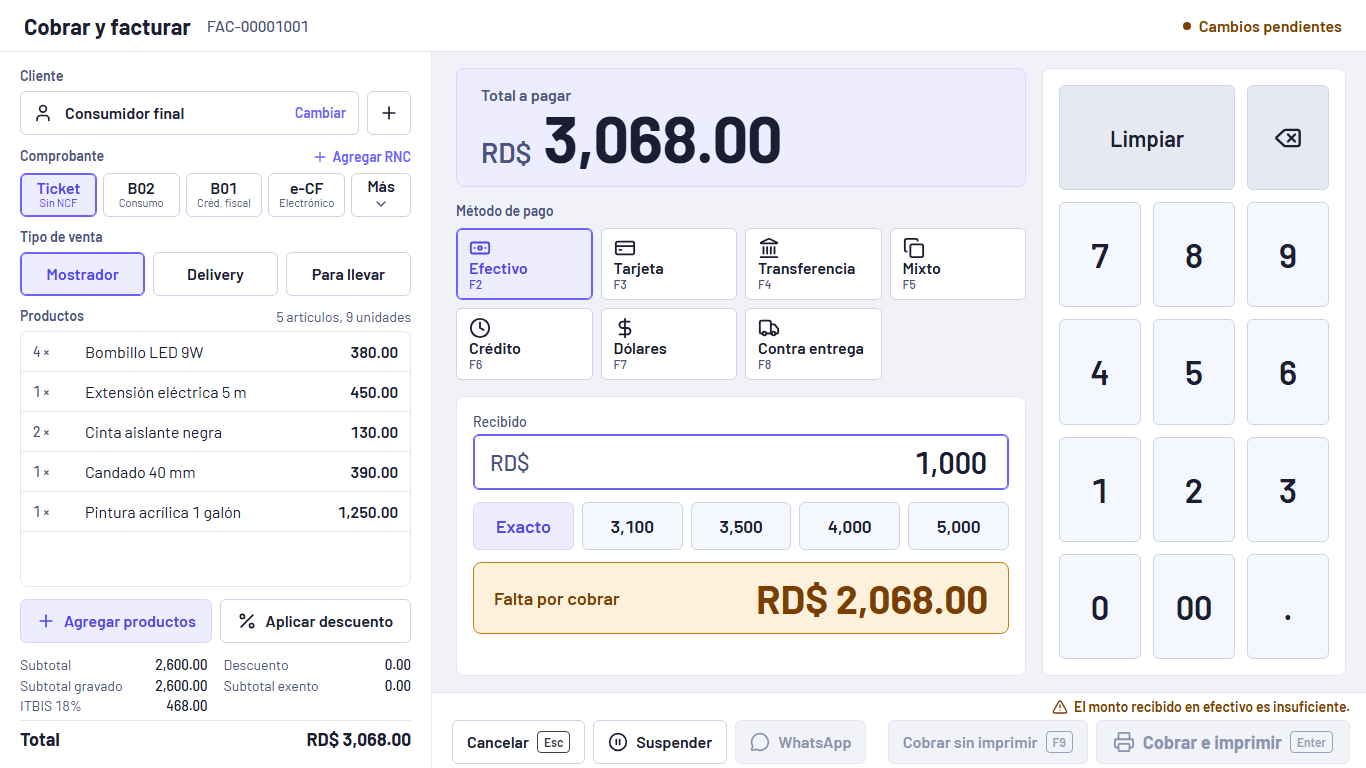 Cobrar y facturar FAC-00001001
Cambios pendientes
Cliente
Consumidor final Cambiar
Comprobante Agregar RNC
Ticket
Sin NCF
B02
Consumo
B01
Créd. fiscal
e-CF
Electrónico
Más
Tipo de venta
Mostrador Delivery Para llevar
Productos 5 artículos, 9 unidades
4 × Bombillo LED 9W 380.00
1 × Extensión eléctrica 5 m 450.00
2 × Cinta aislante negra 130.00
1 × Candado 40 mm 390.00
1 × Pintura acrílica 1 galón 1,250.00
Agregar productos Aplicar descuento
Subtotal 2,600.00 Descuento 0.00
Subtotal gravado 2,600.00 Subtotal exento 0.00
ITBIS 18% 468.00
Total RD$ 3,068.00
Total a pagar
RD$ 3,068.00
Método de pago
Efectivo
F2
Tarjeta
F3
Transferencia
F4
Mixto
F5
Crédito
F6
Dólares
F7
Contra entrega
F8
Recibido
RD$ 1,000
Exacto 3,100 3,500 4,000 5,000
Falta por cobrar RD$ 2,068.00
Limpiar
7 8 9
4 5 6
1 2 3
0 00 .
El monto recibido en efectivo es insuficiente.
Cancelar Esc Suspender WhatsApp Cobrar sin imprimir F9 Cobrar e imprimir Enter